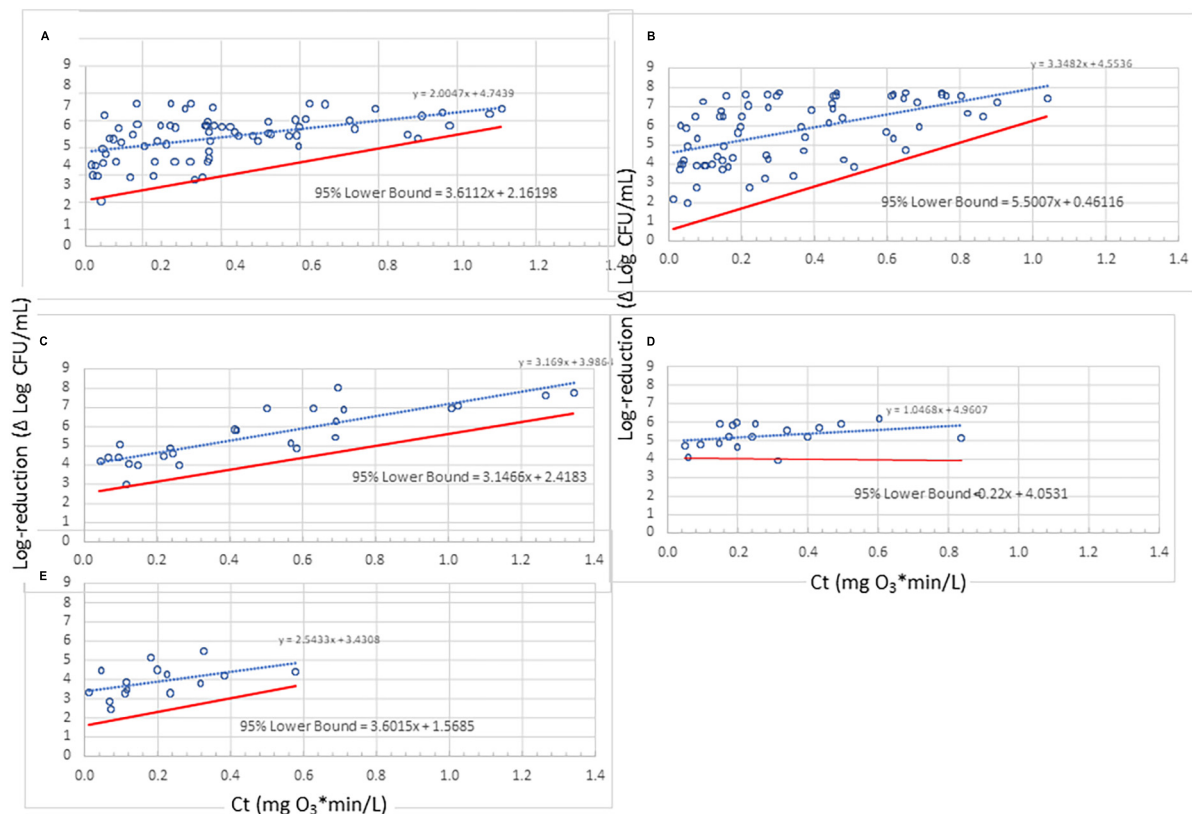 A
9
8
7
6
5
4
3
2
1
0
y = 2.0047x + 4.7439
95% Lower Bound = 3.6112x + 2.16198
0.0 0.2 0.4 0.6 0.8 1.0 1.2 1.4
B
9
8
7
6
5
4
3
2
1
0
y = 3.3482x + 4.5536
95% Lower Bound = 5.5007x + 0.46116
0.0 0.2 0.4 0.6 0.8 1.0 1.2 1.4
Log-reduction (Δ Log CFU/mL)
Log-reduction (Δ Log CFU/mL)
C
9
8
7
6
5
4
3
2
1
0
y = 3.169x + 3.9864
95% Lower Bound = 3.1466x + 2.4183
0.0 0.2 0.4 0.6 0.8 1.0 1.2 1.4
D
9
8
7
6
5
4
3
2
1
0
y = 1.0468x + 4.9607
95% Lower Bound -0.22x + 4.0531
0.0 0.2 0.4 0.6 0.8 1.0 1.2 1.4
Ct (mg O₃*min/L)
E
9
8
7
6
5
4
3
2
1
0
y = 2.5433x + 3.4308
95% Lower Bound = 3.6015x + 1.5685
0.0 0.2 0.4 0.6 0.8 1.0 1.2 1.4
Ct (mg O₃*min/L)